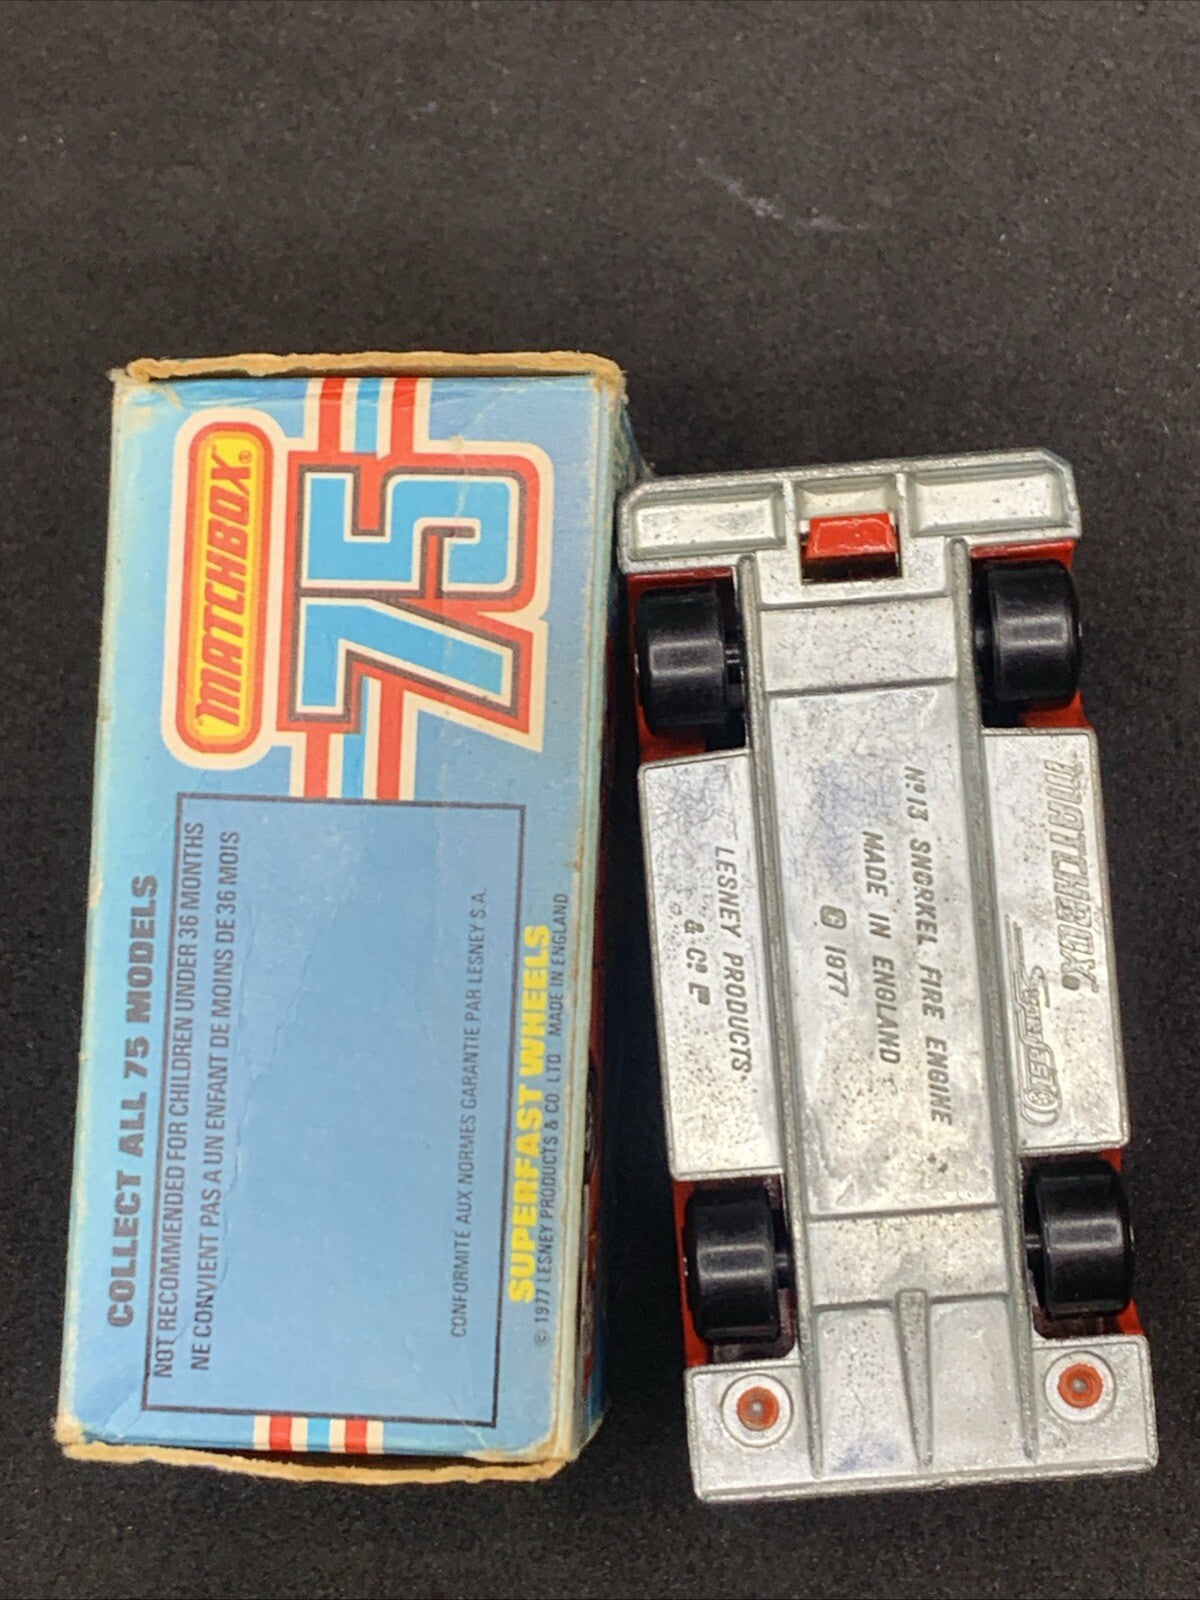 MATCHBOX®
75
COLLECT ALL 75 MODELS
NOT RECOMMENDED FOR CHILDREN UNDER 36 MONTHS
NE CONVIENT PAS A UN ENFANT DE MOINS DE 36 MOIS
CONFORMITÉ AUX NORMES GARANTIE PAR LESNEY S.A.
SUPERFAST WHEELS
© 1977 LESNEY PRODUCTS & CO. LTD. MADE IN ENGLAND
MATCHBOX®
SUPERFAST
Nº 13 SNORKEL FIRE ENGINE
MADE IN ENGLAND
© 1977
LESNEY PRODUCTS
& Cº